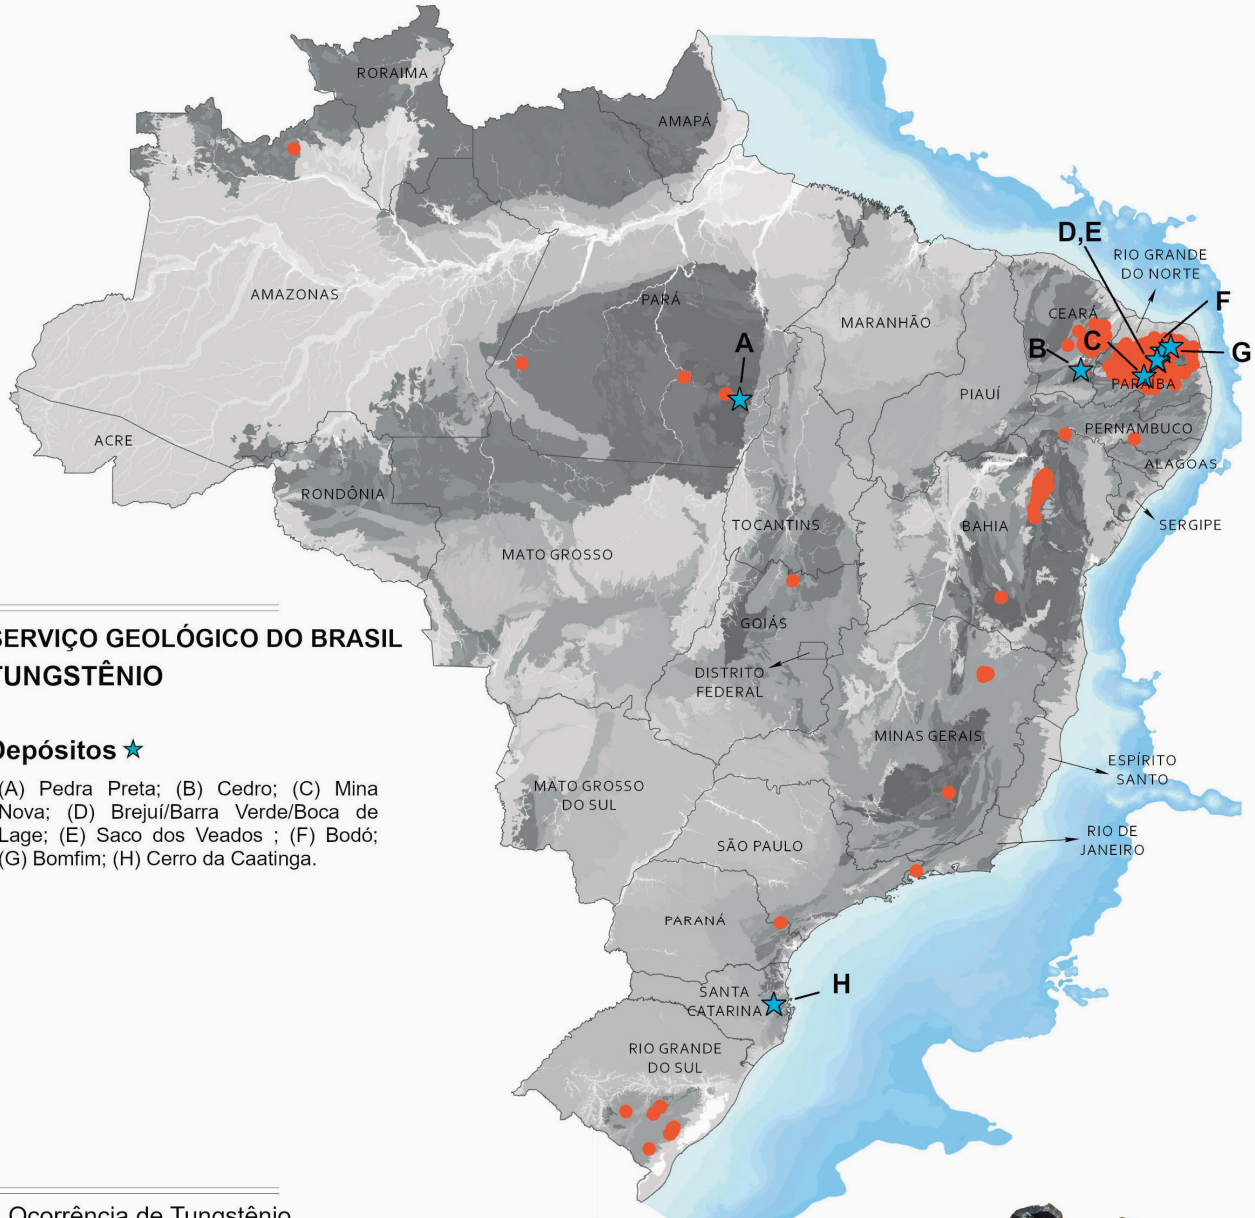 RORAIMA
AMAPÁ
D,E
RIO GRANDE
DO NORTE
AMAZONAS
PARÁ
F
MARANHÃO
CEARÁ
A
B
C
G
PARAÍBA
PIAUÍ
ACRE
PERNAMBUCO
ALAGOAS
RONDÔNIA
TOCANTINS
BAHIA
SERGIPE
MATO GROSSO
GOIÁS
SERVIÇO GEOLÓGICO DO BRASIL
TUNGSTÊNIO
DISTRITO
FEDERAL
MINAS GERAIS
Depósitos
ESPÍRITO
SANTO
(A) Pedra Preta; (B) Cedro; (C) Mina
Nova; (D) Brejuí/Barra Verde/Boca de
Lage; (E) Saco dos Veados ; (F) Bodó;
(G) Bomfim; (H) Cerro da Caatinga.
MATO GROSSO
DO SUL
SÃO PAULO
RIO DE
JANEIRO
PARANÁ
H
SANTA
CATARINA
RIO GRANDE
DO SUL
Ocorrência de Tungstênio